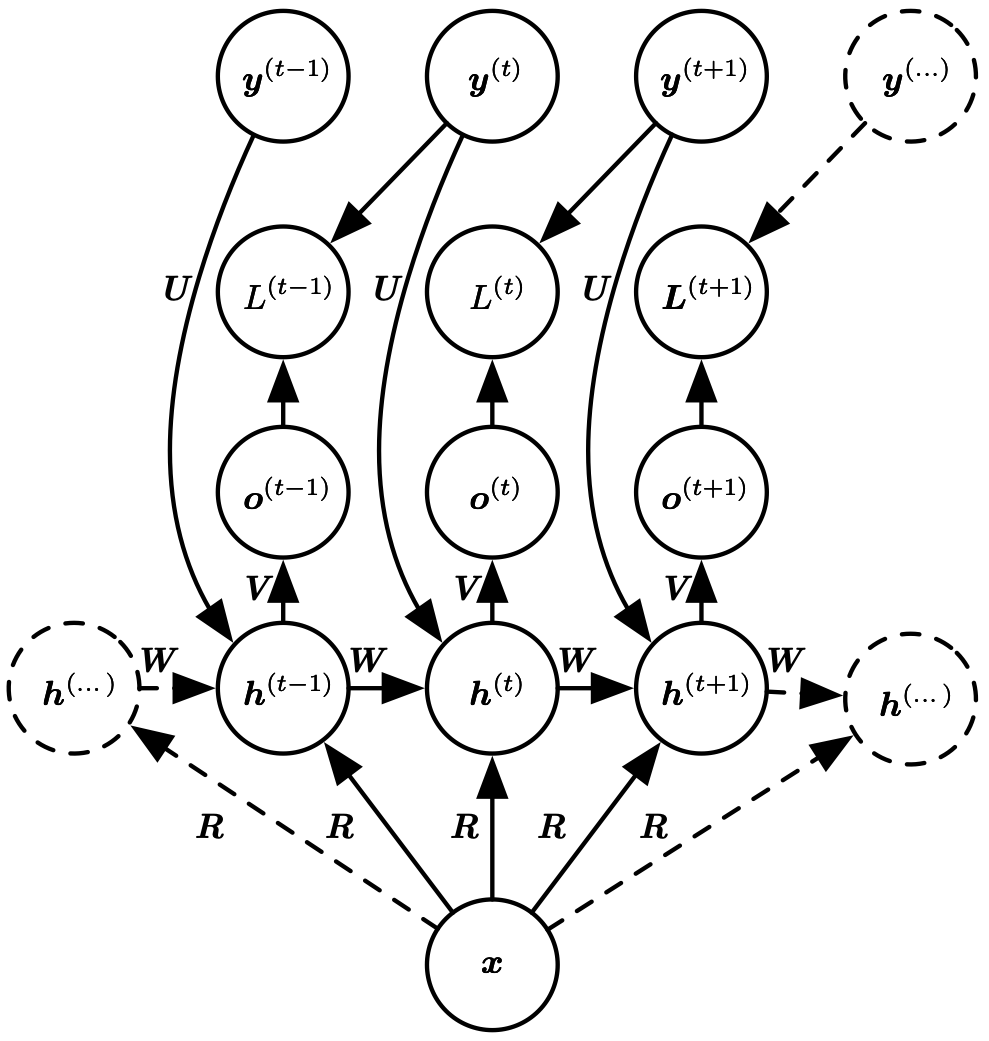 y(t−1) y(t) y(t+1) y(...)
U L(t−1) U L(t) U L(t+1)
o(t−1) o(t) o(t+1)
V V V
W W W W
h(...) h(t−1) h(t) h(t+1) h(...)
R R R R R
x